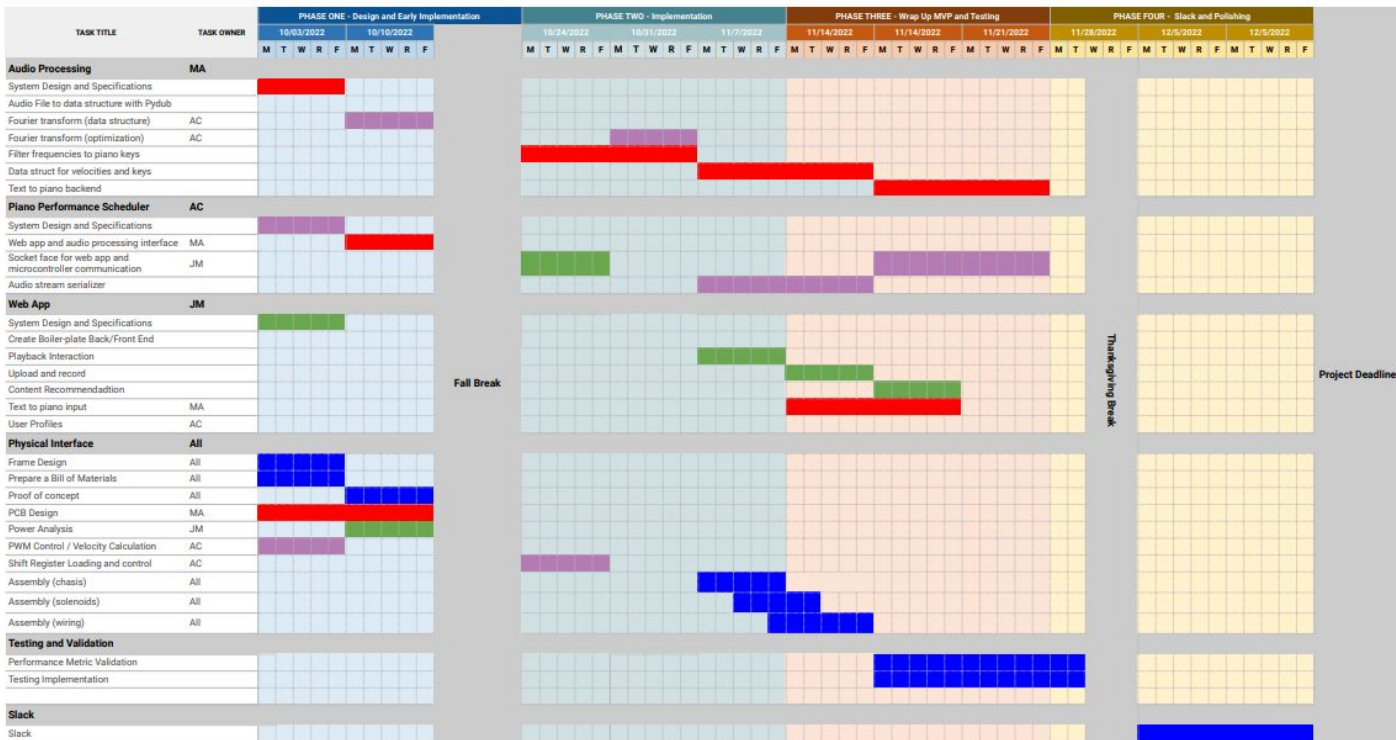 PHASE ONE - Design and Early Implementation PHASE TWO - Implementation PHASE THREE - Wrap Up MVP and Testing PHASE FOUR - Slack and Polishing
TASK TITLE TASK OWNER 10/03/2022 10/10/2022 10/24/2022 10/31/2022 11/7/2022 11/14/2022 11/14/2022 11/21/2022 11/28/2022 12/5/2022 12/5/2022
M T W R F M T W R F M T W R F M T W R F M T W R F M T W R F M T W R F M T W R F M T W R F M T W R F M T W R F
Audio Processing MA
System Design and Specifications
Audio File to data structure with Pydub
Fourier transform (data structure) AC
Fourier transform (optimization) AC
Filter frequencies to piano keys
Data struct for velocities and keys
Text to piano backend
Piano Performance Scheduler AC
System Design and Specifications
Web app and audio processing interface MA
Socket face for web app and
microcontroller communication JM
Audio stream serializer
Web App JM
System Design and Specifications
Create Boiler-plate Back/Front End
Playback Interaction
Upload and record
Content Recommendadtion
Text to piano input MA
User Profiles AC
Fall Break
Thanksgiving Break
Project Deadline
Physical Interface All
Frame Design All
Prepare a Bill of Materials All
Proof of concept All
PCB Design MA
Power Analysis JM
PWM Control / Velocity Calculation AC
Shift Register Loading and control AC
Assembly (chasis) All
Assembly (solenoids) All
Assembly (wiring) All
Testing and Validation
Performance Metric Validation
Testing Implementation
Slack
Slack